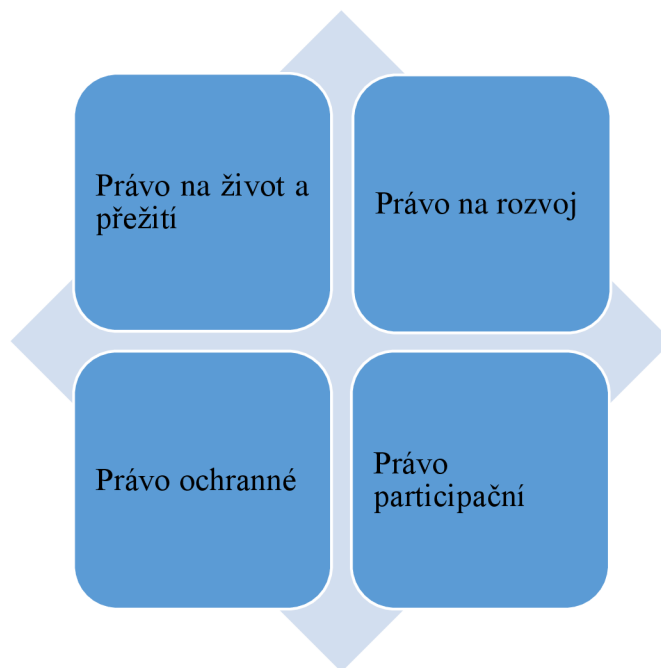 Právo na život a
přežití
Právo na rozvoj
Právo ochranné
Právo
participační